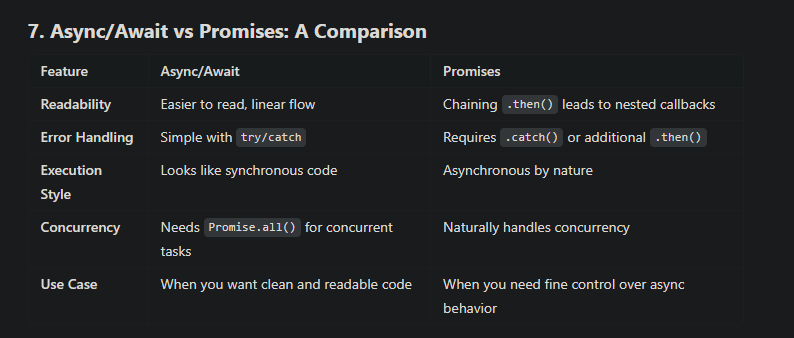 7. Async/Await vs Promises: A Comparison
Feature Async/Await Promises
Readability Easier to read, linear flow Chaining .then() leads to nested callbacks
Error Handling Simple with try/catch Requires .catch() or additional .then()
Execution Looks like synchronous code Asynchronous by nature
Style
Concurrency Needs Promise.all() for concurrent Naturally handles concurrency
tasks
Use Case When you want clean and readable code When you need fine control over async
behavior